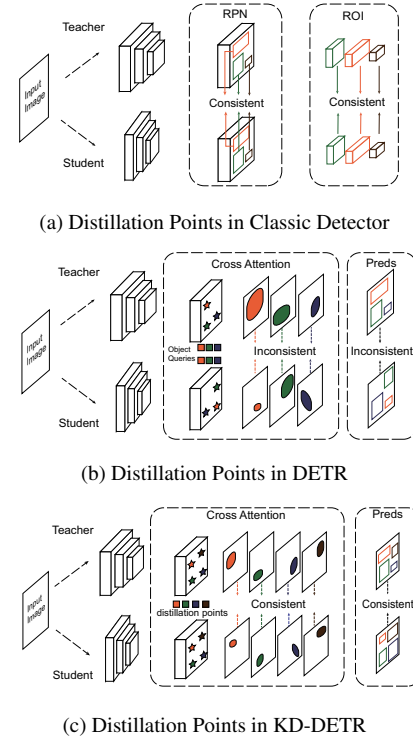 Teacher
RPN
ROI
Input
Image
Consistent
Consistent
Student
(a) Distillation Points in Classic Detector
Teacher
Cross Attention
Preds
Input
Image
Object
Queries
Inconsistent
Inconsistent
Student
(b) Distillation Points in DETR
Teacher
Cross Attention
Preds
Input
Image
distillation points
Consistent
Consistent
Student
(c) Distillation Points in KD-DETR